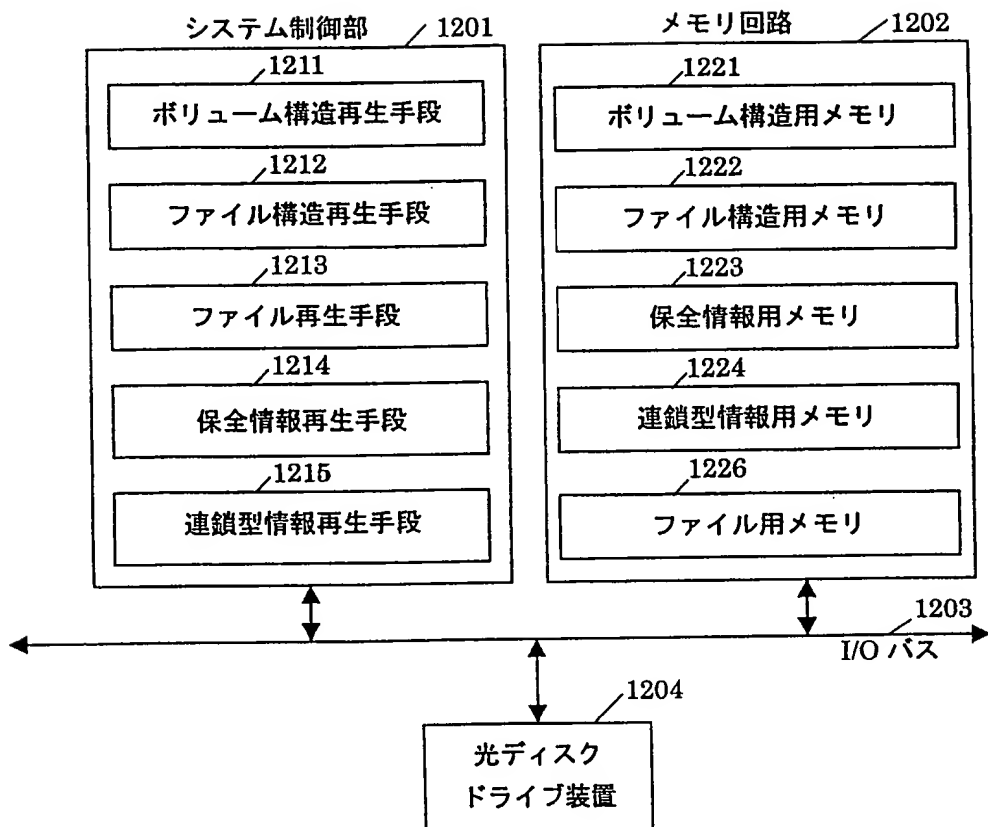 システム制御部 1201
1211
ボリューム構造再生手段
1212
ファイル構造再生手段
1213
ファイル再生手段
1214
保全情報再生手段
1215
連鎖型情報再生手段
メモリ回路 1202
1221
ボリューム構造用メモリ
1222
ファイル構造用メモリ
1223
保全情報用メモリ
1224
連鎖型情報用メモリ
1226
ファイル用メモリ
1203
I/O バス
1204
光ディスク
ドライブ装置